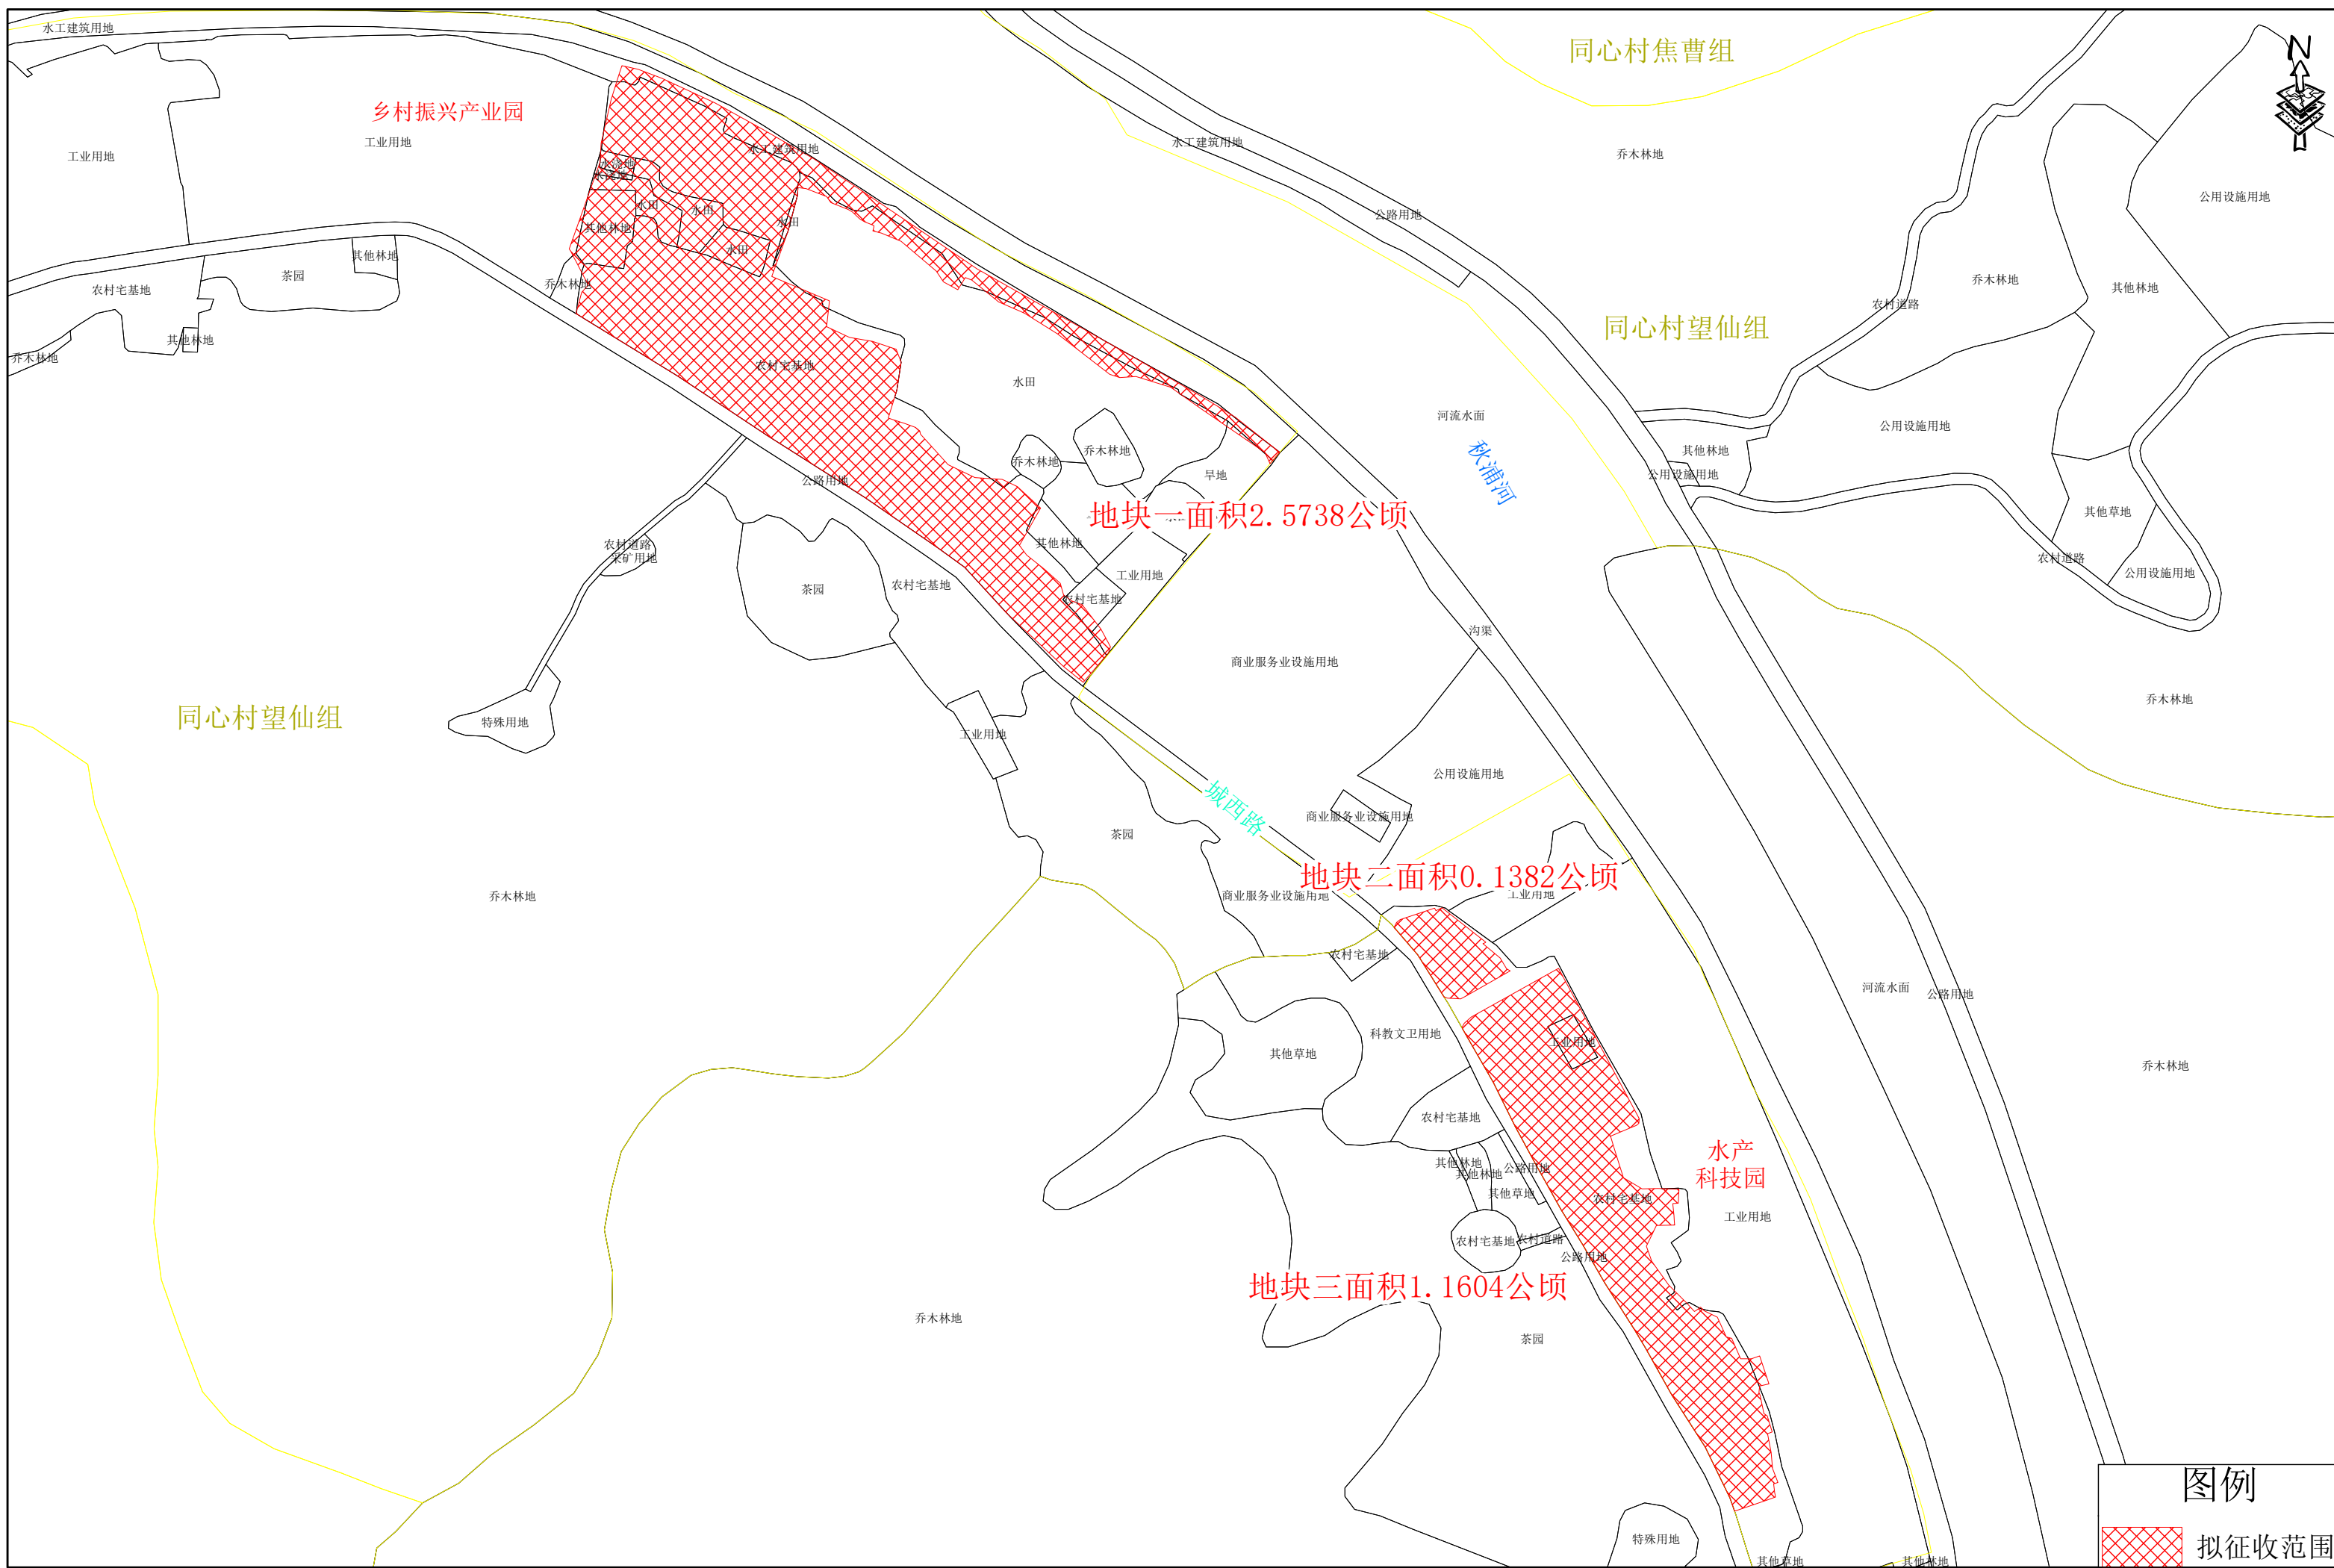 水工建筑用地
同心村焦曹组
N
乡村振兴产业园
工业用地
工业用地
水工建筑用地
水工建筑用地
乔木林地
水浇地
水浇地
公用设施用地
水田
水田
公路用地
水田
其他林地
水田
其他林地
茶园
乔木林地
农村宅基地
乔木林地
其他林地
农村道路
同心村望仙组
其他林地
乔木林地
农村宅基地
水田
河流水面
公用设施用地
秋浦河
乔木林地
乔木林地
其他林地
旱地
公用设施用地
公路用地
地块一面积2.5738公顷
其他草地
农村道路
采矿用地
其他林地
农村道路
公用设施用地
工业用地
茶园
农村宅基地
农村宅基地
沟渠
商业服务业设施用地
乔木林地
同心村望仙组
特殊用地
工业用地
公用设施用地
城西路
商业服务业设施用地
茶园
地块二面积0.1382公顷
乔木林地
商业服务业设施用地
工业用地
农村宅基地
河流水面
公路用地
科教文卫用地
工业用地
其他草地
乔木林地
农村宅基地
水产
科技园
其他林地
其他林地
公路用地
其他草地
农村宅基地
工业用地
农村宅基地
农村道路
公路用地
地块三面积1.1604公顷
乔木林地
茶园
图例
特殊用地
拟征收范围
其他草地
其他林地